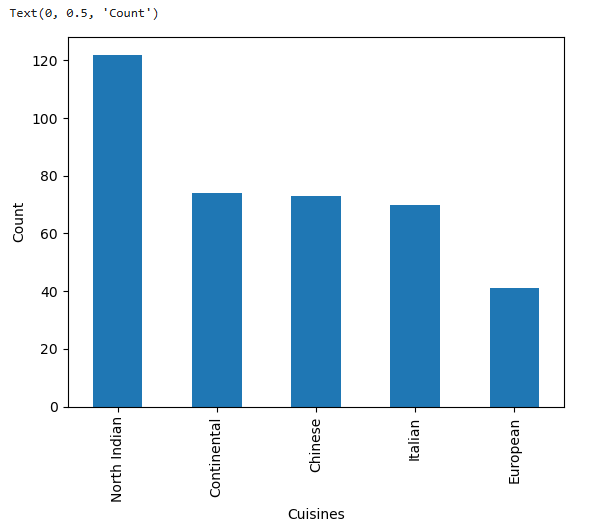 Text(0, 0.5, 'Count')
120
100
80
60
40
20
0
Count
North Indian
Continental
Chinese
Italian
European
Cuisines